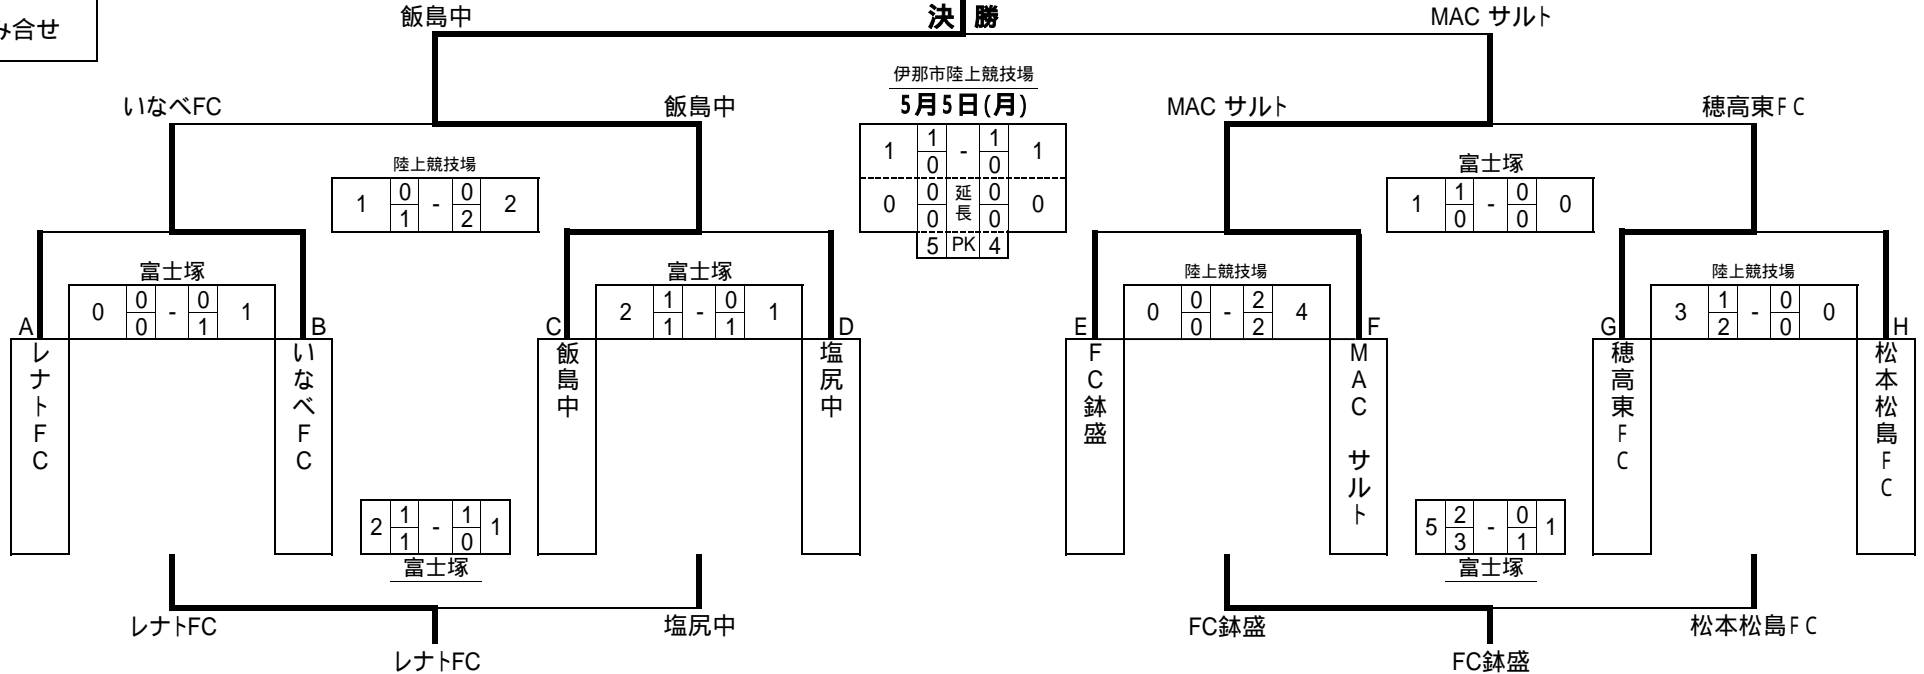 み合せ
飯島中 決 勝 MAC サルト
伊那市陸上競技場
5月5日(月)
いなべFC 飯島中 MAC サルト 穂高東FC
1 1 - 1 1
0 0
0 0 延長 0 0
0 0
5 PK 4
陸上競技場
1 0 - 0 2
1 2
富士塚
1 1 - 0 0
0 0
富士塚
0 0 - 0 1
0 1
富士塚
2 1 - 0 1
1 1
陸上競技場
0 0 - 2 4
0 2
陸上競技場
3 1 - 0 0
2 0
A B C D E F G H
レナトFC
いなべFC
飯島中
塩尻中
FC鉢盛
MAC サルト
穂高東FC
松本松島FC
2 1 - 1 1
1 0
富士塚
5 2 - 0 1
3 1
富士塚
レナトFC 塩尻中 FC鉢盛 松本松島FC
レナトFC FC鉢盛